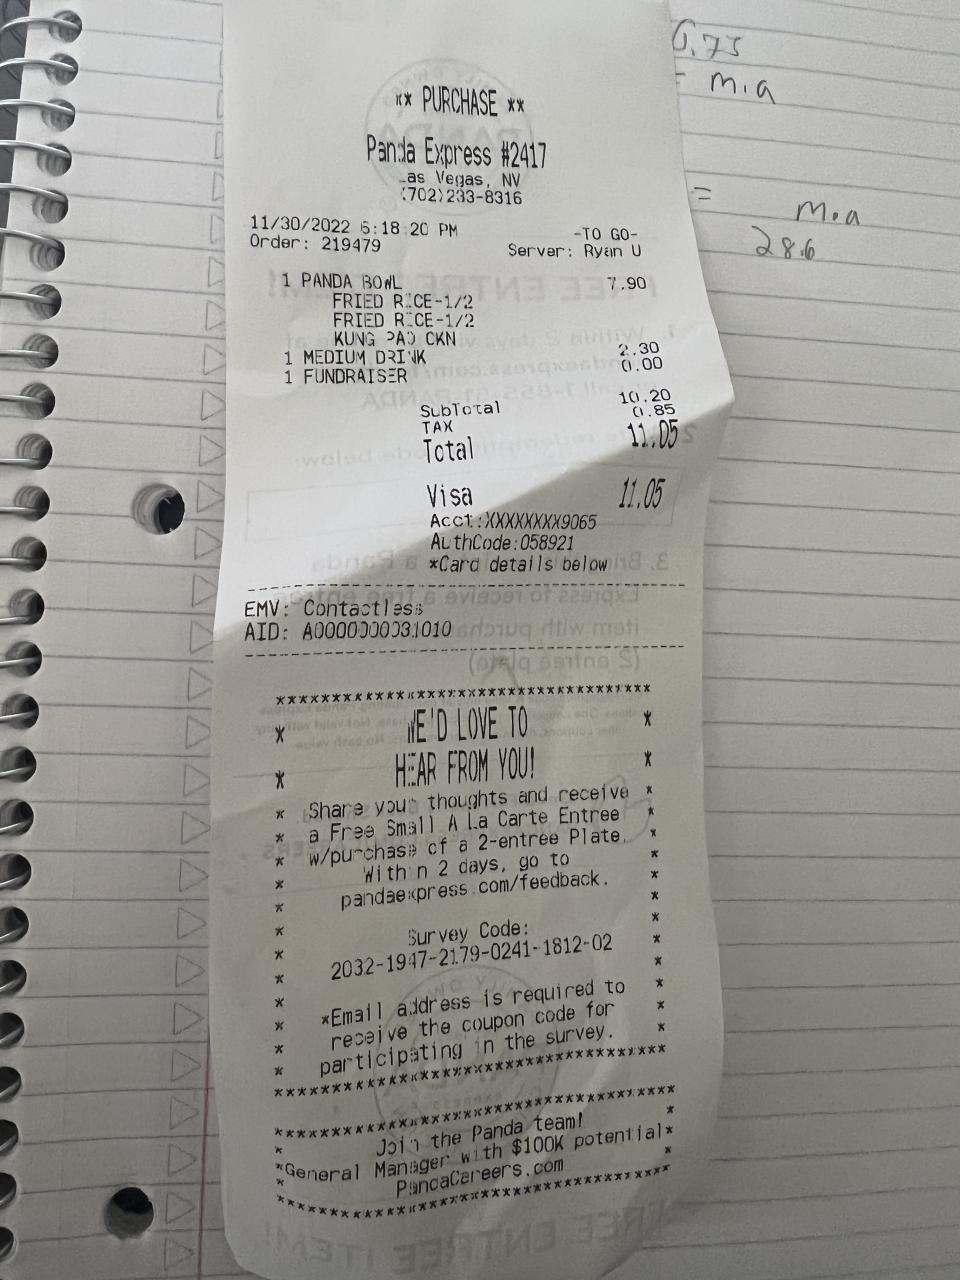 ** PURCHASE **
Panda Express #2417
Las Vegas, NV
(702)233-8316
11/30/2022 6:18:20 PM
-TO GO-
Order: 219479
Server: Ryan U
1 PANDA BOWL 7.90
FRIED RICE-1/2
FRIED RICE-1/2
KUNG PAO CKN
1 MEDIUM DRINK 2.30
1 FUNDRAISER 0.00
SubTotal 10.20
TAX 0.85
Total 11.05
Visa 11.05
Acct:XXXXXXXX9065
AuthCode:058921
*Card details below
EMV: Contactless
AID: A0000000031010
****************************************
* WE'D LOVE TO *
* HEAR FROM YOU! *
* Share your thoughts and receive *
* a Free Small A La Carte Entree *
* w/purchase of a 2-entree Plate. *
* Within 2 days, go to *
* pandaexpress.com/feedback. *
* Survey Code: *
* 2032-1947-2179-0241-1812-02 *
* *Email address is required to *
* receive the coupon code for *
* participating in the survey. *
****************************************
****************************************
* Join the Panda team! *
*General Manager with $100K potential*
* PandaCareers.com *
****************************************
FREE ENTREE ITEM!
= m.a
= m.a
28.6